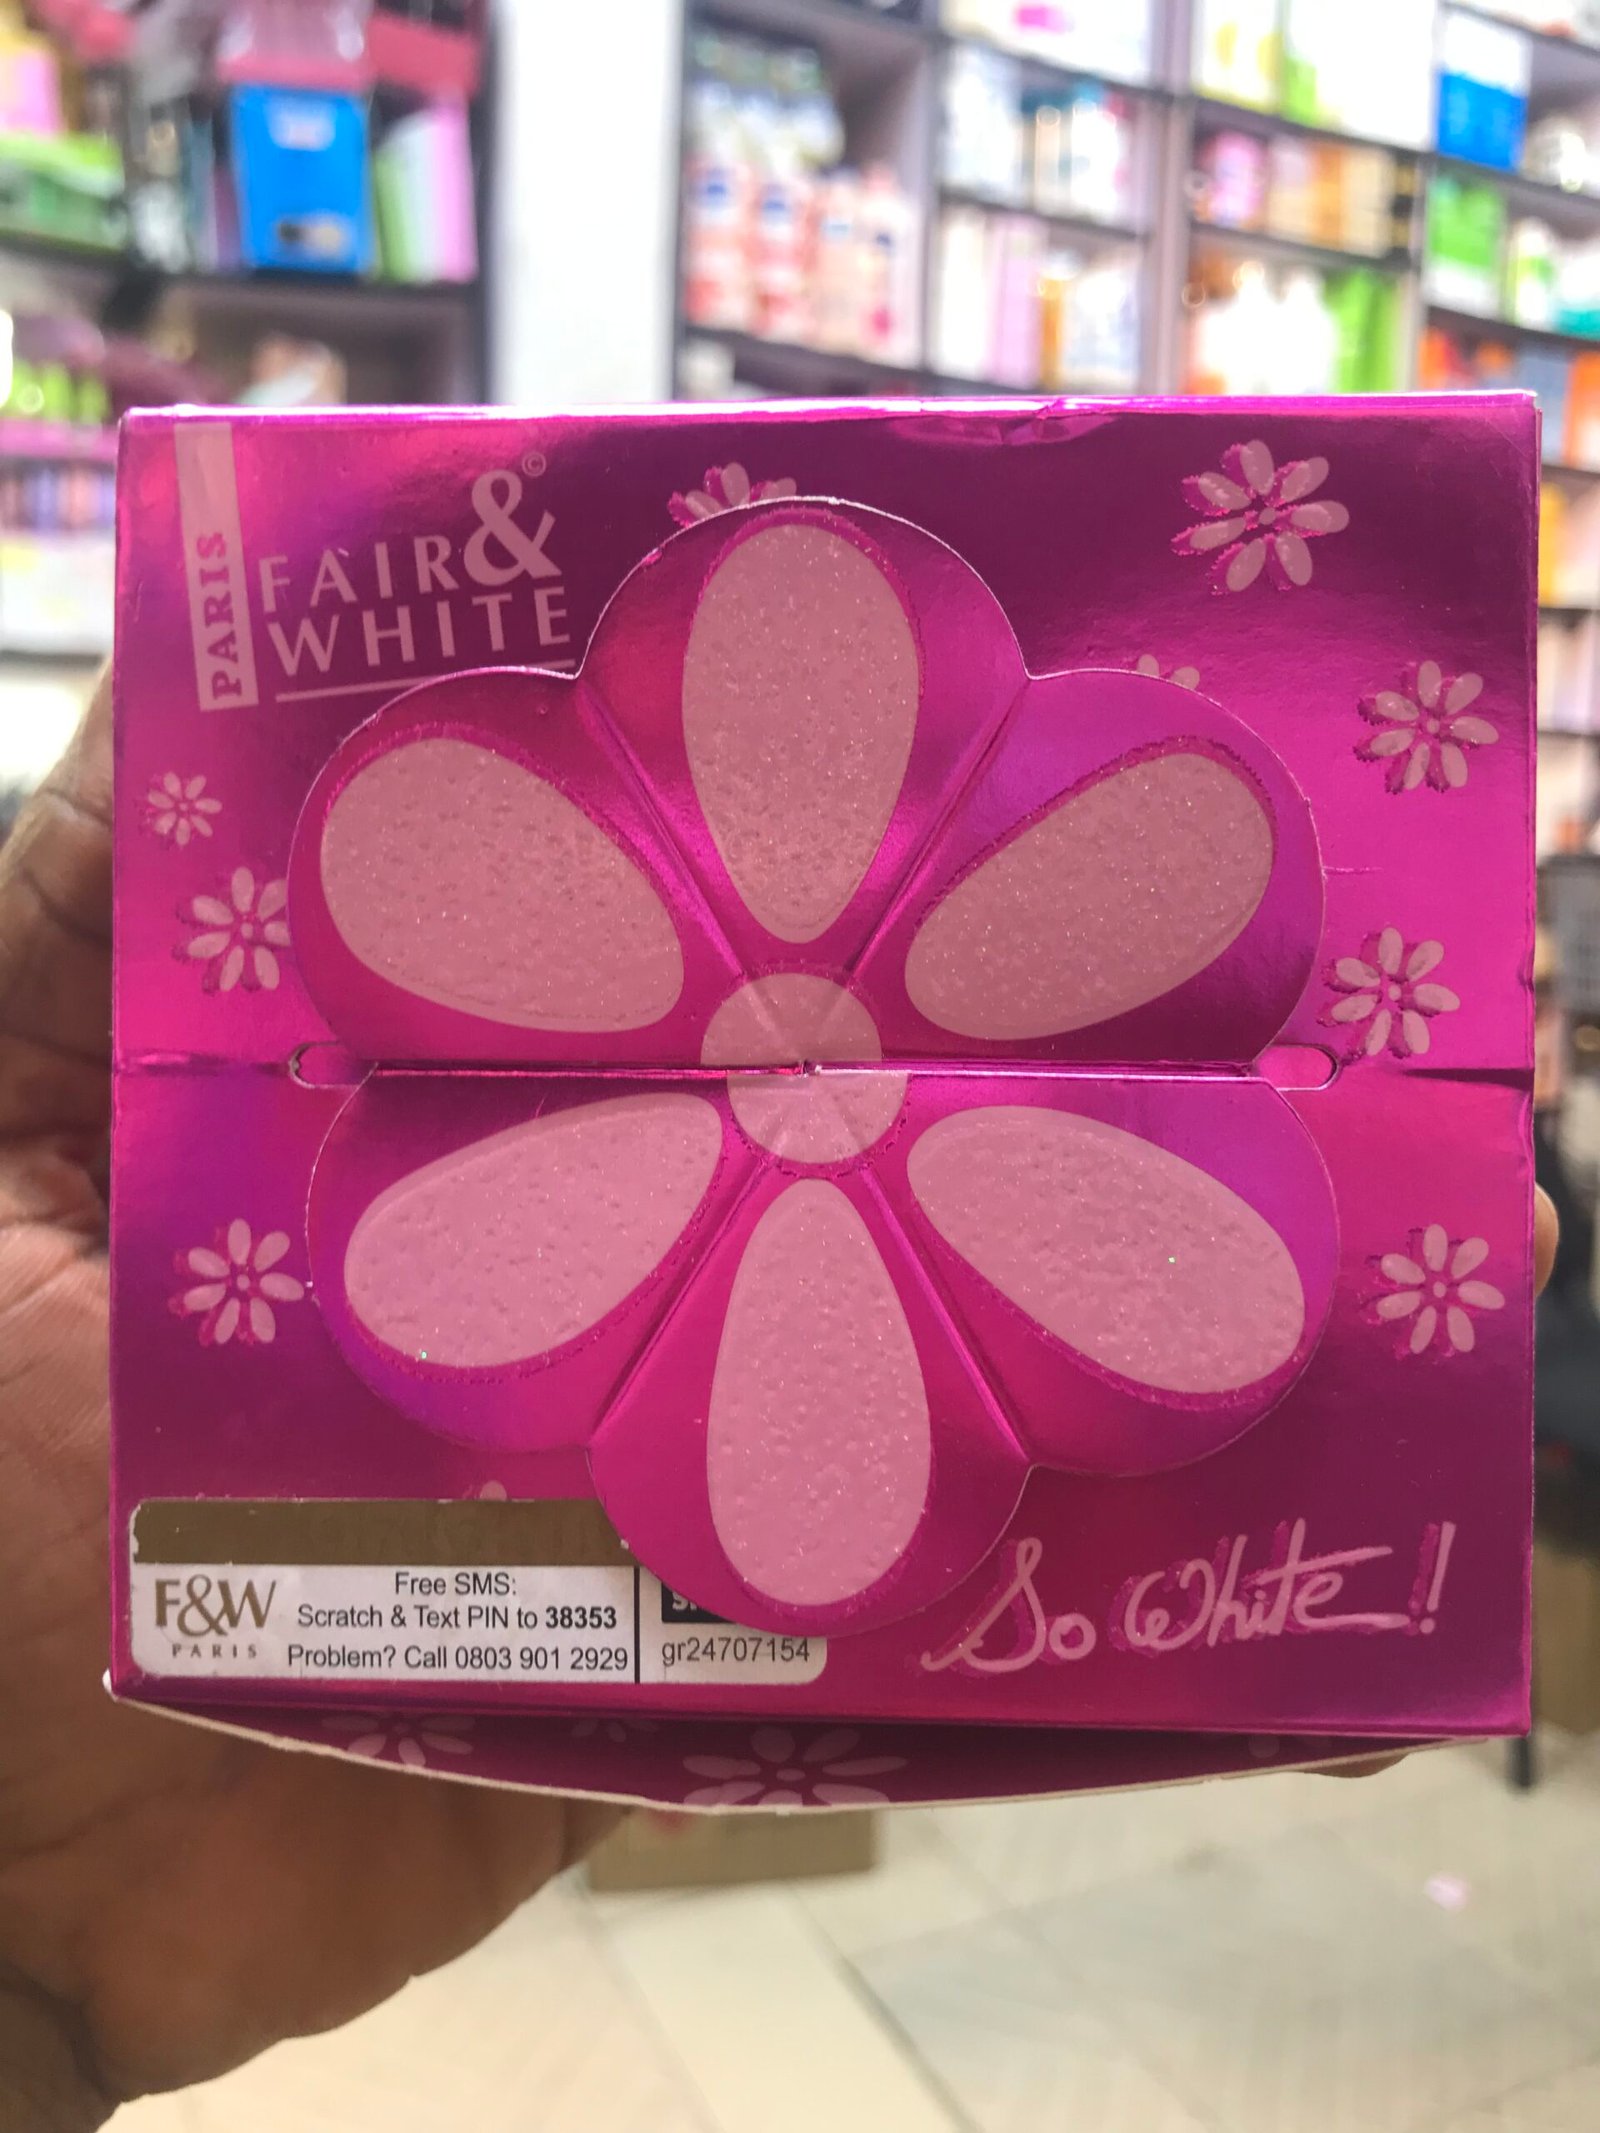 PARIS
FAIR&©
WHITE
F&W
PARIS
Free SMS:
Scratch & Text PIN to 38353
Problem? Call 0803 901 2929
gr24707154
So White!